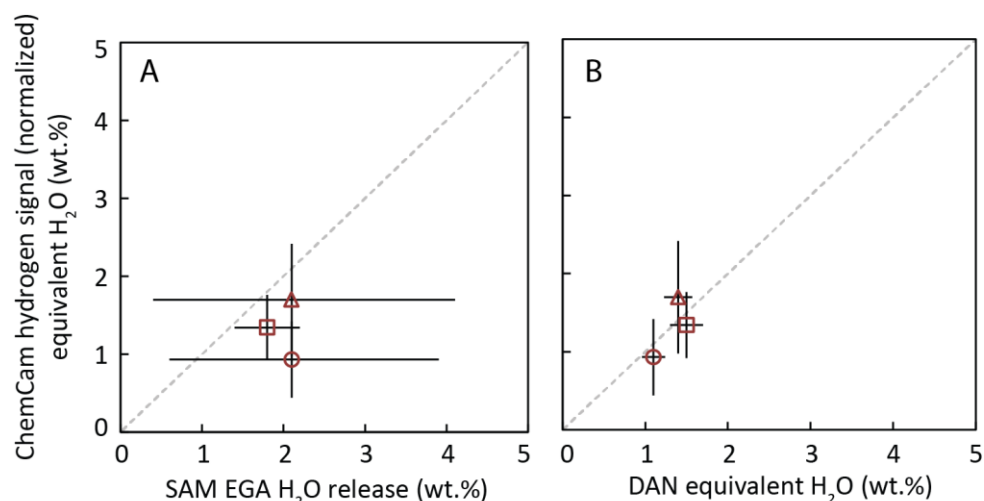 ChemCam hydrogen signal (normalized)
equivalent H₂O (wt.%)
A
5
4
3
2
1
0
0 1 2 3 4 5
SAM EGA H₂O release (wt.%)
B
0 1 2 3 4 5
DAN equivalent H₂O (wt.%)